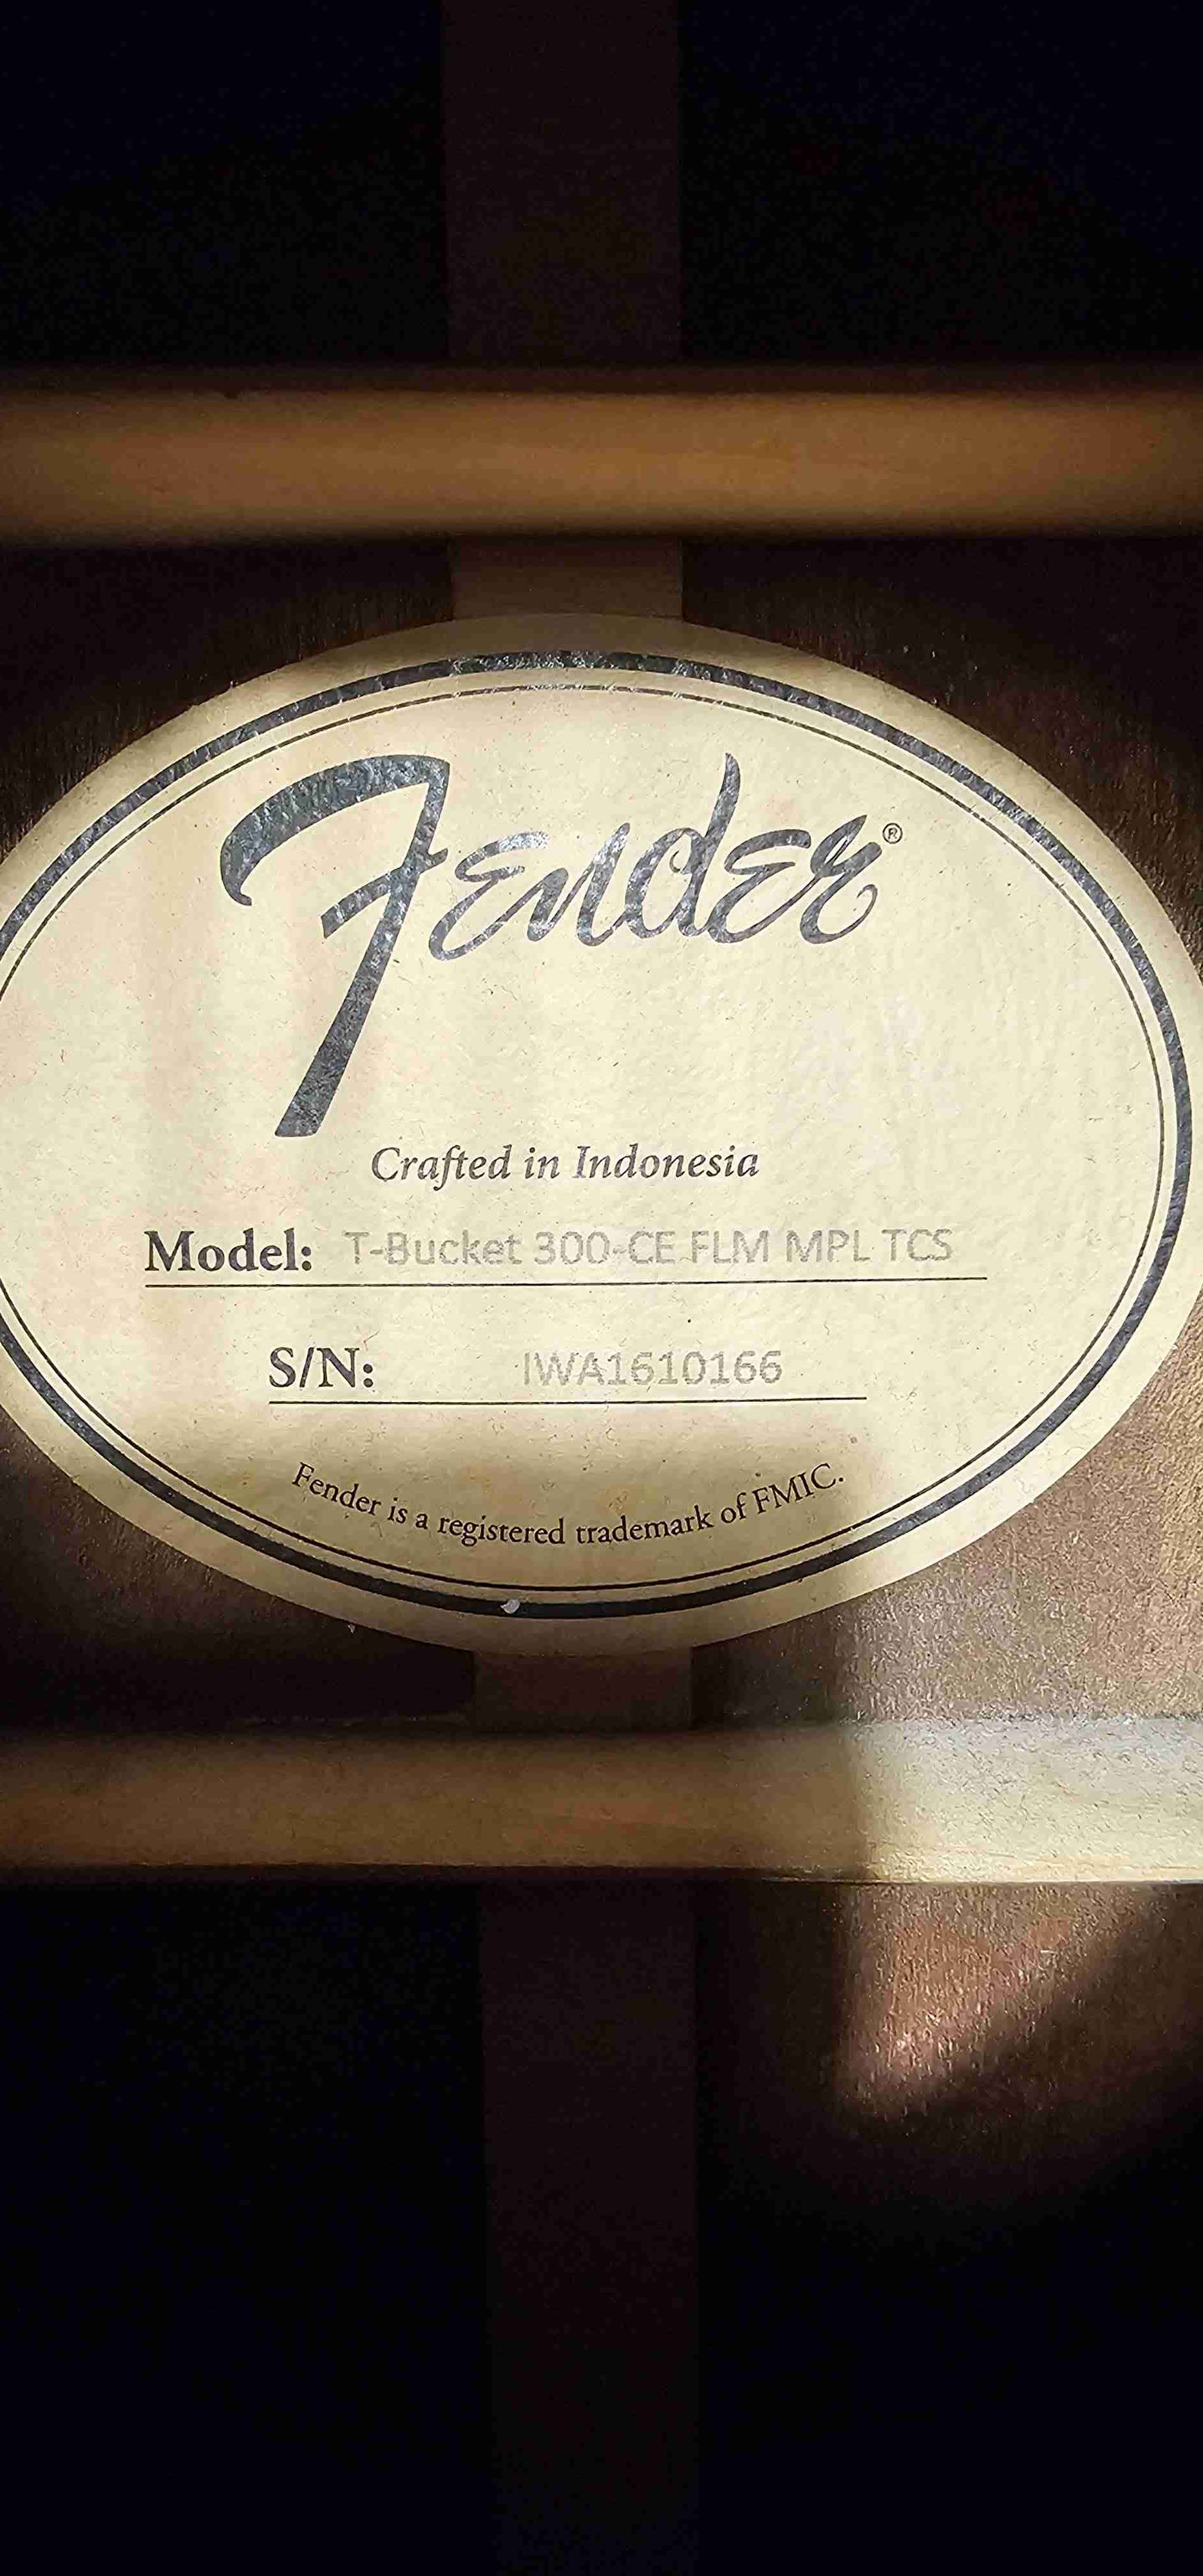 Fender®
Crafted in Indonesia
Model: T-Bucket 300-CE FLM MPL TCS
S/N: IWA1610166
Fender is a registered trademark of FMIC.